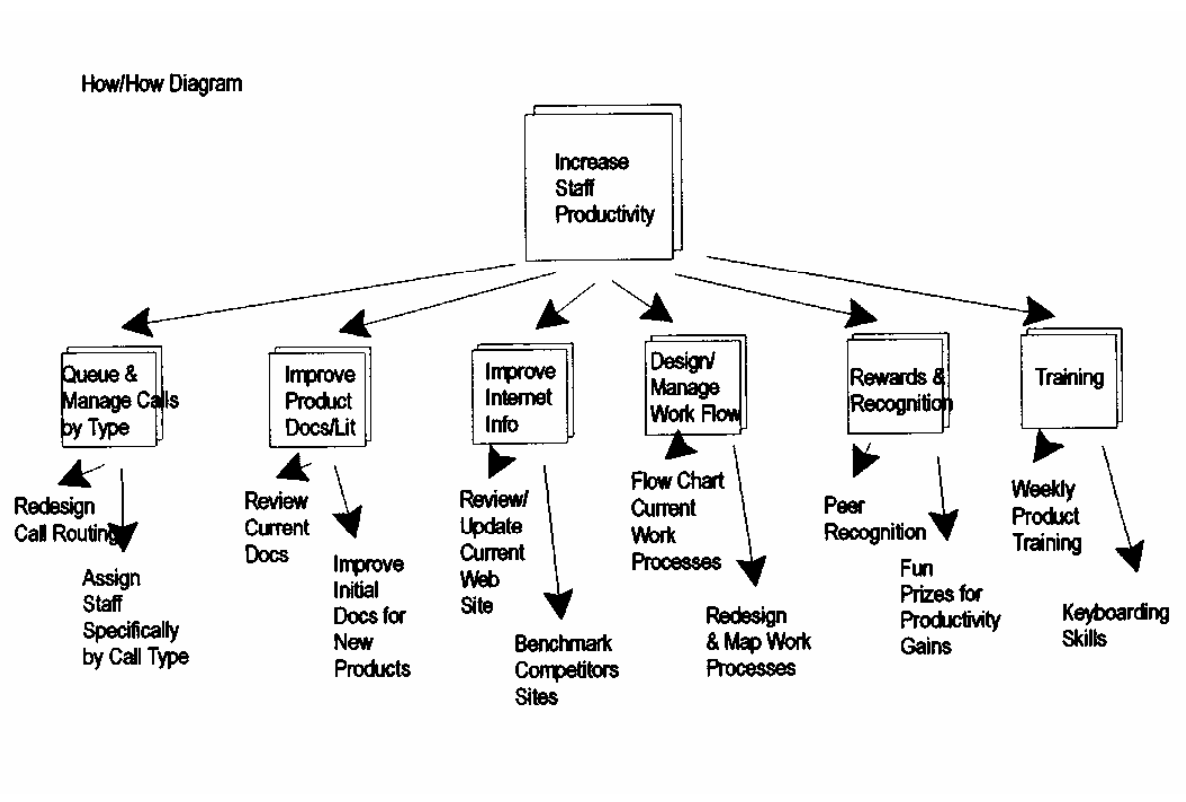 How/How Diagram
Increase
Staff
Productivity
Queue &
Manage Calls
by Type
Improve
Product
Docs/Lit
Improve
Internet
Info
Design/
Manage
Work Flow
Rewards &
Recognition
Training
Redesign
Call Routing
Assign
Staff
Specifically
by Call Type
Review
Current
Docs
Improve
Initial
Docs for
New
Products
Review/
Update
Current
Web
Site
Benchmark
Competitors
Sites
Flow Chart
Current
Work
Processes
Redesign
& Map Work
Processes
Peer
Recognition
Fun
Prizes for
Productivity
Gains
Weekly
Product
Training
Keyboarding
Skills